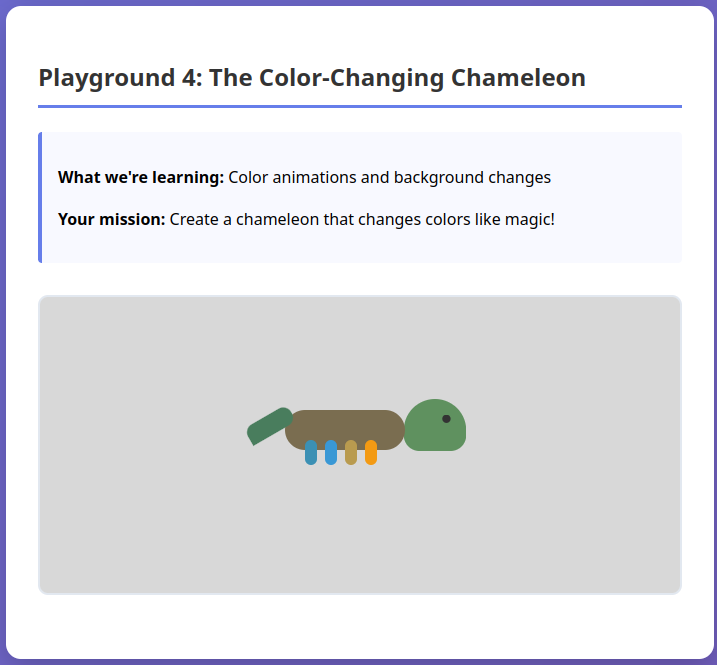 Playground 4: The Color-Changing Chameleon
What we're learning: Color animations and background changes
Your mission: Create a chameleon that changes colors like magic!